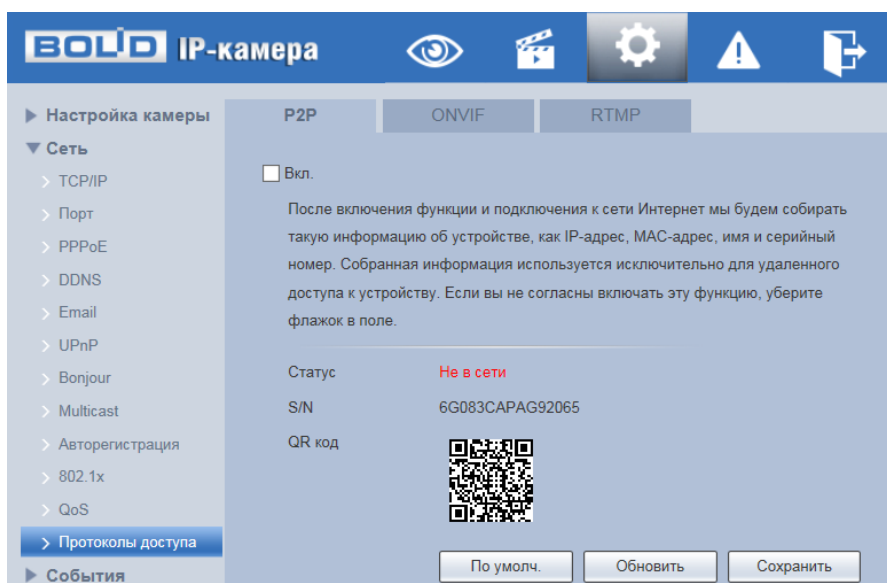 BOLID IP-камера
Настройка камеры
Сеть
TCP/IP
Порт
PPPoE
DDNS
Email
UPnP
Bonjour
Multicast
Авторегистрация
802.1x
QoS
Протоколы доступа
События
P2P
ONVIF
RTMP
Вкл.
После включения функции и подключения к сети Интернет мы будем собирать
такую информацию об устройстве, как IP-адрес, MAC-адрес, имя и серийный
номер. Собранная информация используется исключительно для удаленного
доступа к устройству. Если вы не согласны включать эту функцию, уберите
флажок в поле.
Статус Не в сети
S/N 6G083CAPAG92065
QR код
По умолч. Обновить Сохранить